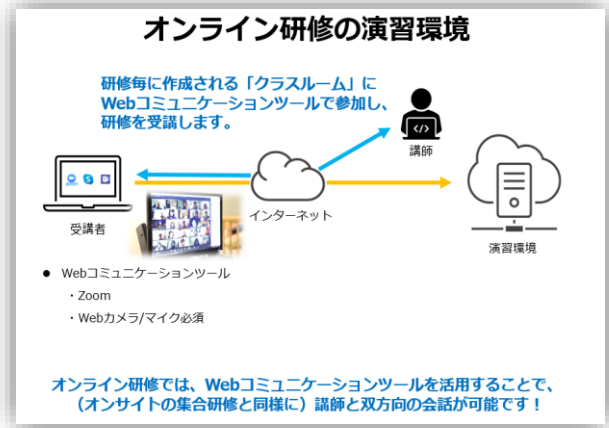 オンライン研修の演習環境
研修毎に作成される「クラスルーム」に
Webコミュニケーションツールで参加し、
研修を受講します。
</>
講師
インターネット
受講者
演習環境
● Webコミュニケーションツール
・Zoom
・Webカメラ/マイク必須
オンライン研修では、Webコミュニケーションツールを活用することで、
（オンサイトの集合研修と同様に）講師と双方向の会話が可能です！